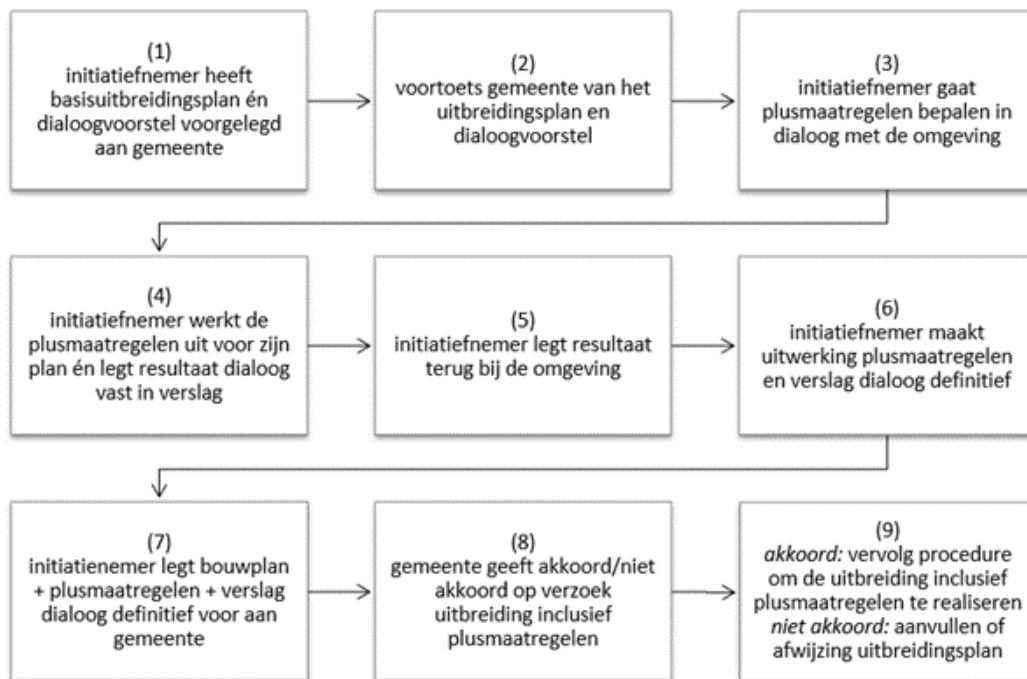 (1)
initiatiefnemer heeft
basisuitbreidingsplan én
dialoogvoorstel voorgelegd
aan gemeente
(2)
voortoets gemeente van het
uitbreidingsplan en
dialoogvoorstel
(3)
initiatiefnemer gaat
plusmaatregelen bepalen in
dialoog met de omgeving
(4)
initiatiefnemer werkt de
plusmaatregelen uit voor zijn
plan én legt resultaat dialoog
vast in verslag
(5)
initiatiefnemer legt resultaat
terug bij de omgeving
(6)
initiatiefnemer maakt
uitwerking plusmaatregelen
en verslag dialoog definitief
(7)
initiatienemer legt bouwplan
+ plusmaatregelen + verslag
dialoog definitief voor aan
gemeente
(8)
gemeente geeft akkoord/niet
akkoord op verzoek
uitbreiding inclusief
plusmaatregelen
(9)
akkoord: vervolg procedure
om de uitbreiding inclusief
plusmaatregelen te realiseren
niet akkoord: aanvullen of
afwijzing uitbreidingsplan